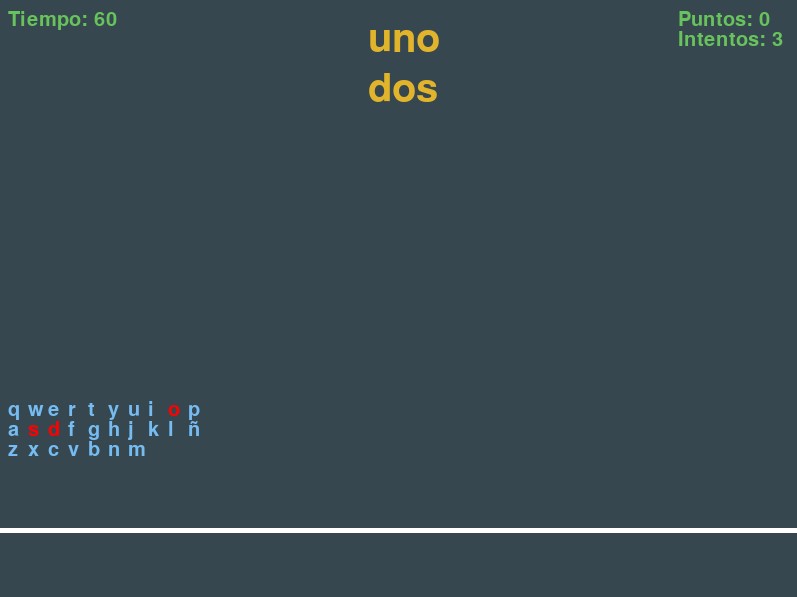 Tiempo: 60
uno
dos
Puntos: 0
Intentos: 3
q w e r t y u i o p
a s d f g h j k l ñ
z x c v b n m